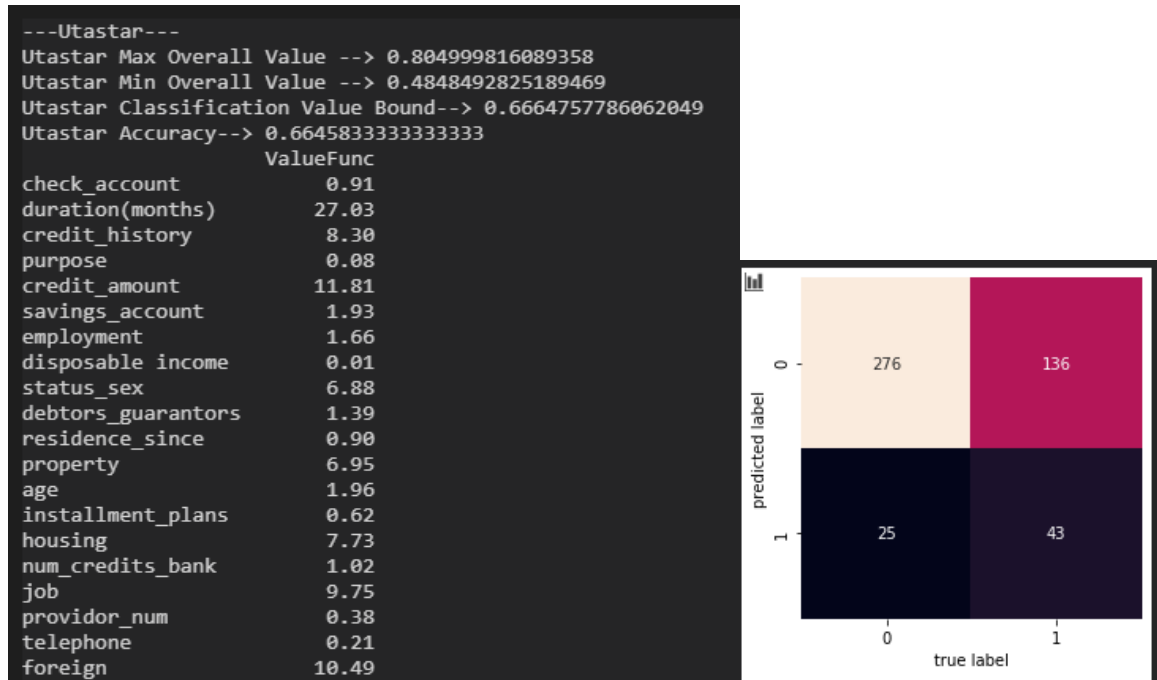 ---Utastar---
Utastar Max Overall Value --> 0.804999816089358
Utastar Min Overall Value --> 0.4848492825189469
Utastar Classification Value Bound--> 0.6664757786062049
Utastar Accuracy--> 0.6645833333333333
ValueFunc
check_account 0.91
duration(months) 27.03
credit_history 8.30
purpose 0.08
credit_amount 11.81
savings_account 1.93
employment 1.66
disposable income 0.01
status_sex 6.88
debtors_guarantors 1.39
residence_since 0.90
property 6.95
age 1.96
installment_plans 0.62
housing 7.73
num_credits_bank 1.02
job 9.75
providor_num 0.38
telephone 0.21
foreign 10.49
predicted label
0 276 136
1 25 43
0 1
true label